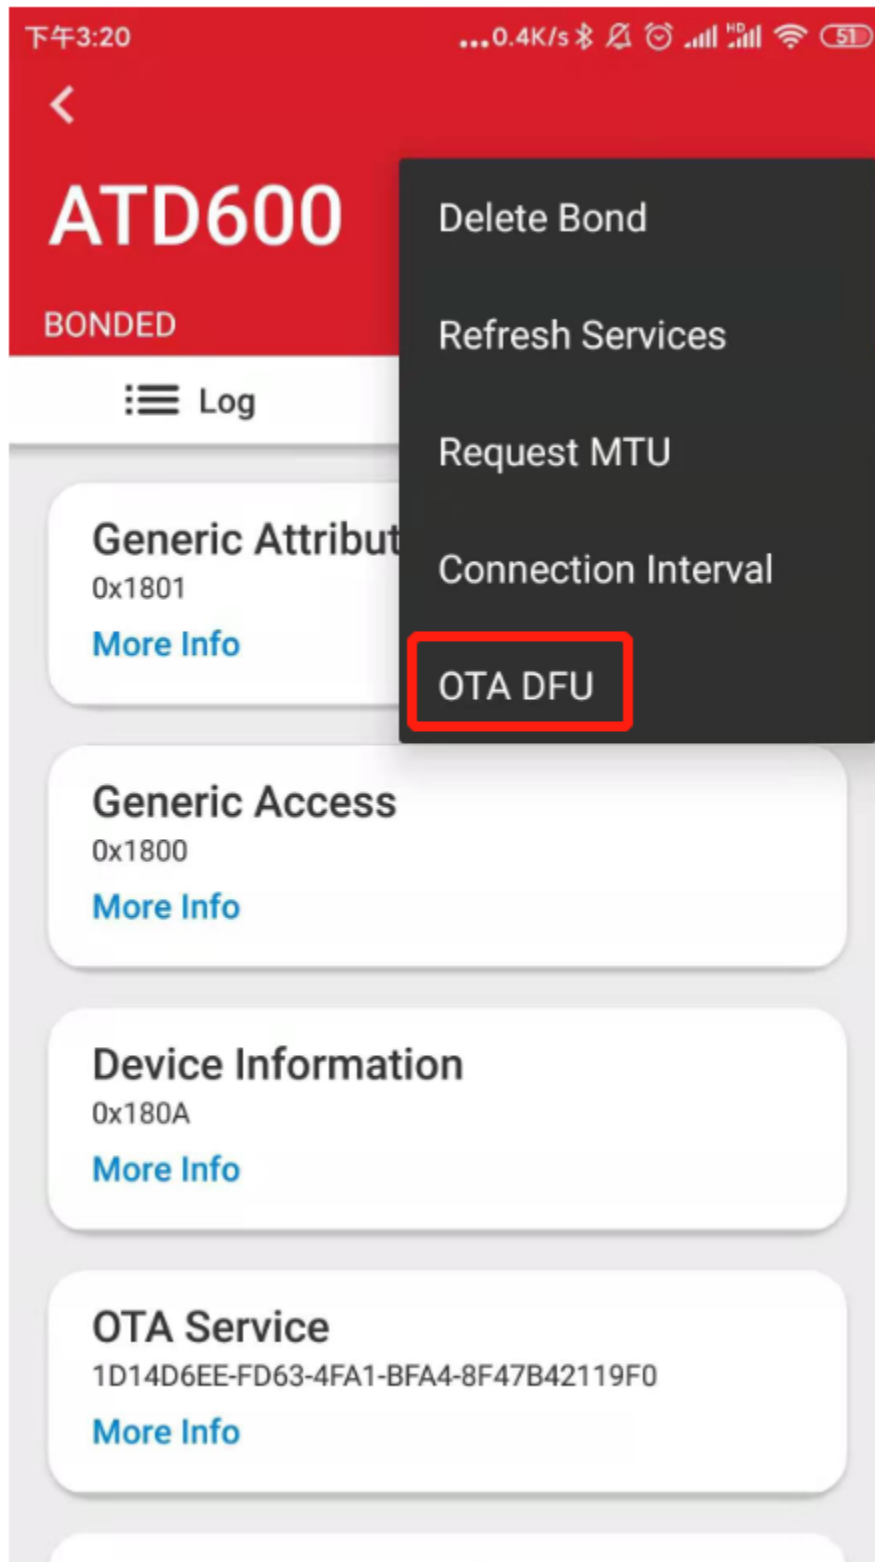 下午3:20
...0.4K/s HD 51
ATD600
BONDED
Delete Bond
Refresh Services
Request MTU
Connection Interval
OTA DFU
Log
Generic Attribut
0x1801
More Info
Generic Access
0x1800
More Info
Device Information
0x180A
More Info
OTA Service
1D14D6EE-FD63-4FA1-BFA4-8F47B42119F0
More Info